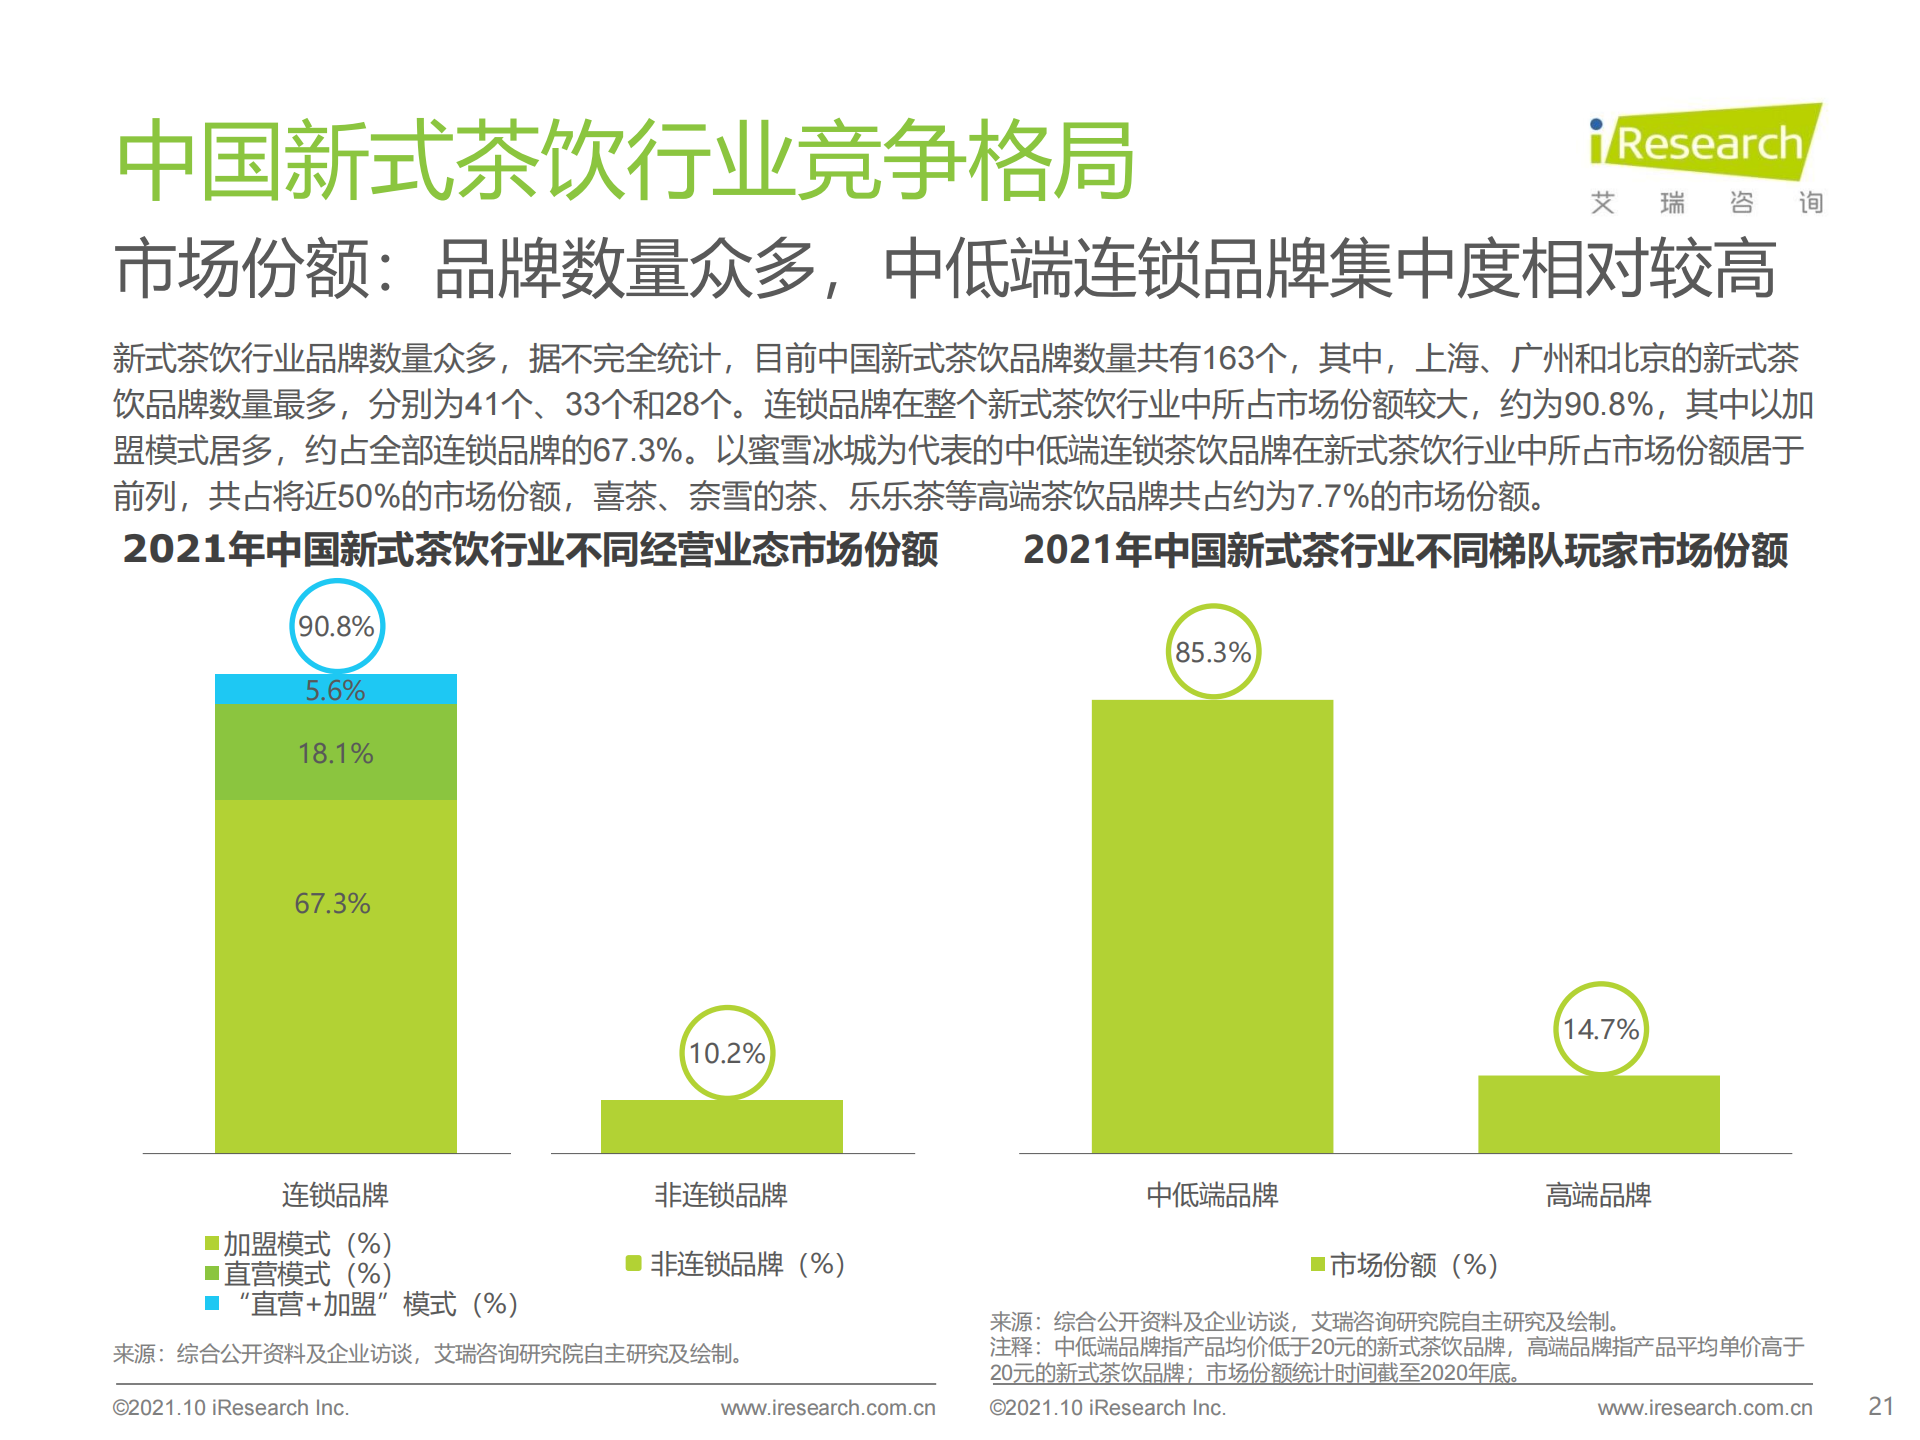 中国新式茶饮行业竞争格局
iResearch
艾瑞咨询
市场份额：品牌数量众多，中低端连锁品牌集中度相对较高
新式茶饮行业品牌数量众多，据不完全统计，目前中国新式茶饮品牌数量共有163个，其中，上海、广州和北京的新式茶
饮品牌数量最多，分别为41个、33个和28个。连锁品牌在整个新式茶饮行业中所占市场份额较大，约为90.8%，其中以加
盟模式居多，约占全部连锁品牌的67.3%。以蜜雪冰城为代表的中低端连锁茶饮品牌在新式茶饮行业中所占市场份额居于
前列，共占将近50%的市场份额，喜茶、奈雪的茶、乐乐茶等高端茶饮品牌共占约为7.7%的市场份额。
2021年中国新式茶饮行业不同经营业态市场份额
90.8%
5.6%
18.1%
67.3%
10.2%
连锁品牌
非连锁品牌
加盟模式（%）
直营模式（%）
“直营+加盟”模式（%）
非连锁品牌（%）
来源：综合公开资料及企业访谈，艾瑞咨询研究院自主研究及绘制。
©2021.10 iResearch Inc.
www.iresearch.com.cn
2021年中国新式茶行业不同梯队玩家市场份额
85.3%
14.7%
中低端品牌
高端品牌
市场份额（%）
来源：综合公开资料及企业访谈，艾瑞咨询研究院自主研究及绘制。
注释：中低端品牌指产品均价低于20元的新式茶饮品牌，高端品牌指产品平均单价高于
20元的新式茶饮品牌；市场份额统计时间截至2020年底。
©2021.10 iResearch Inc.
www.iresearch.com.cn
21